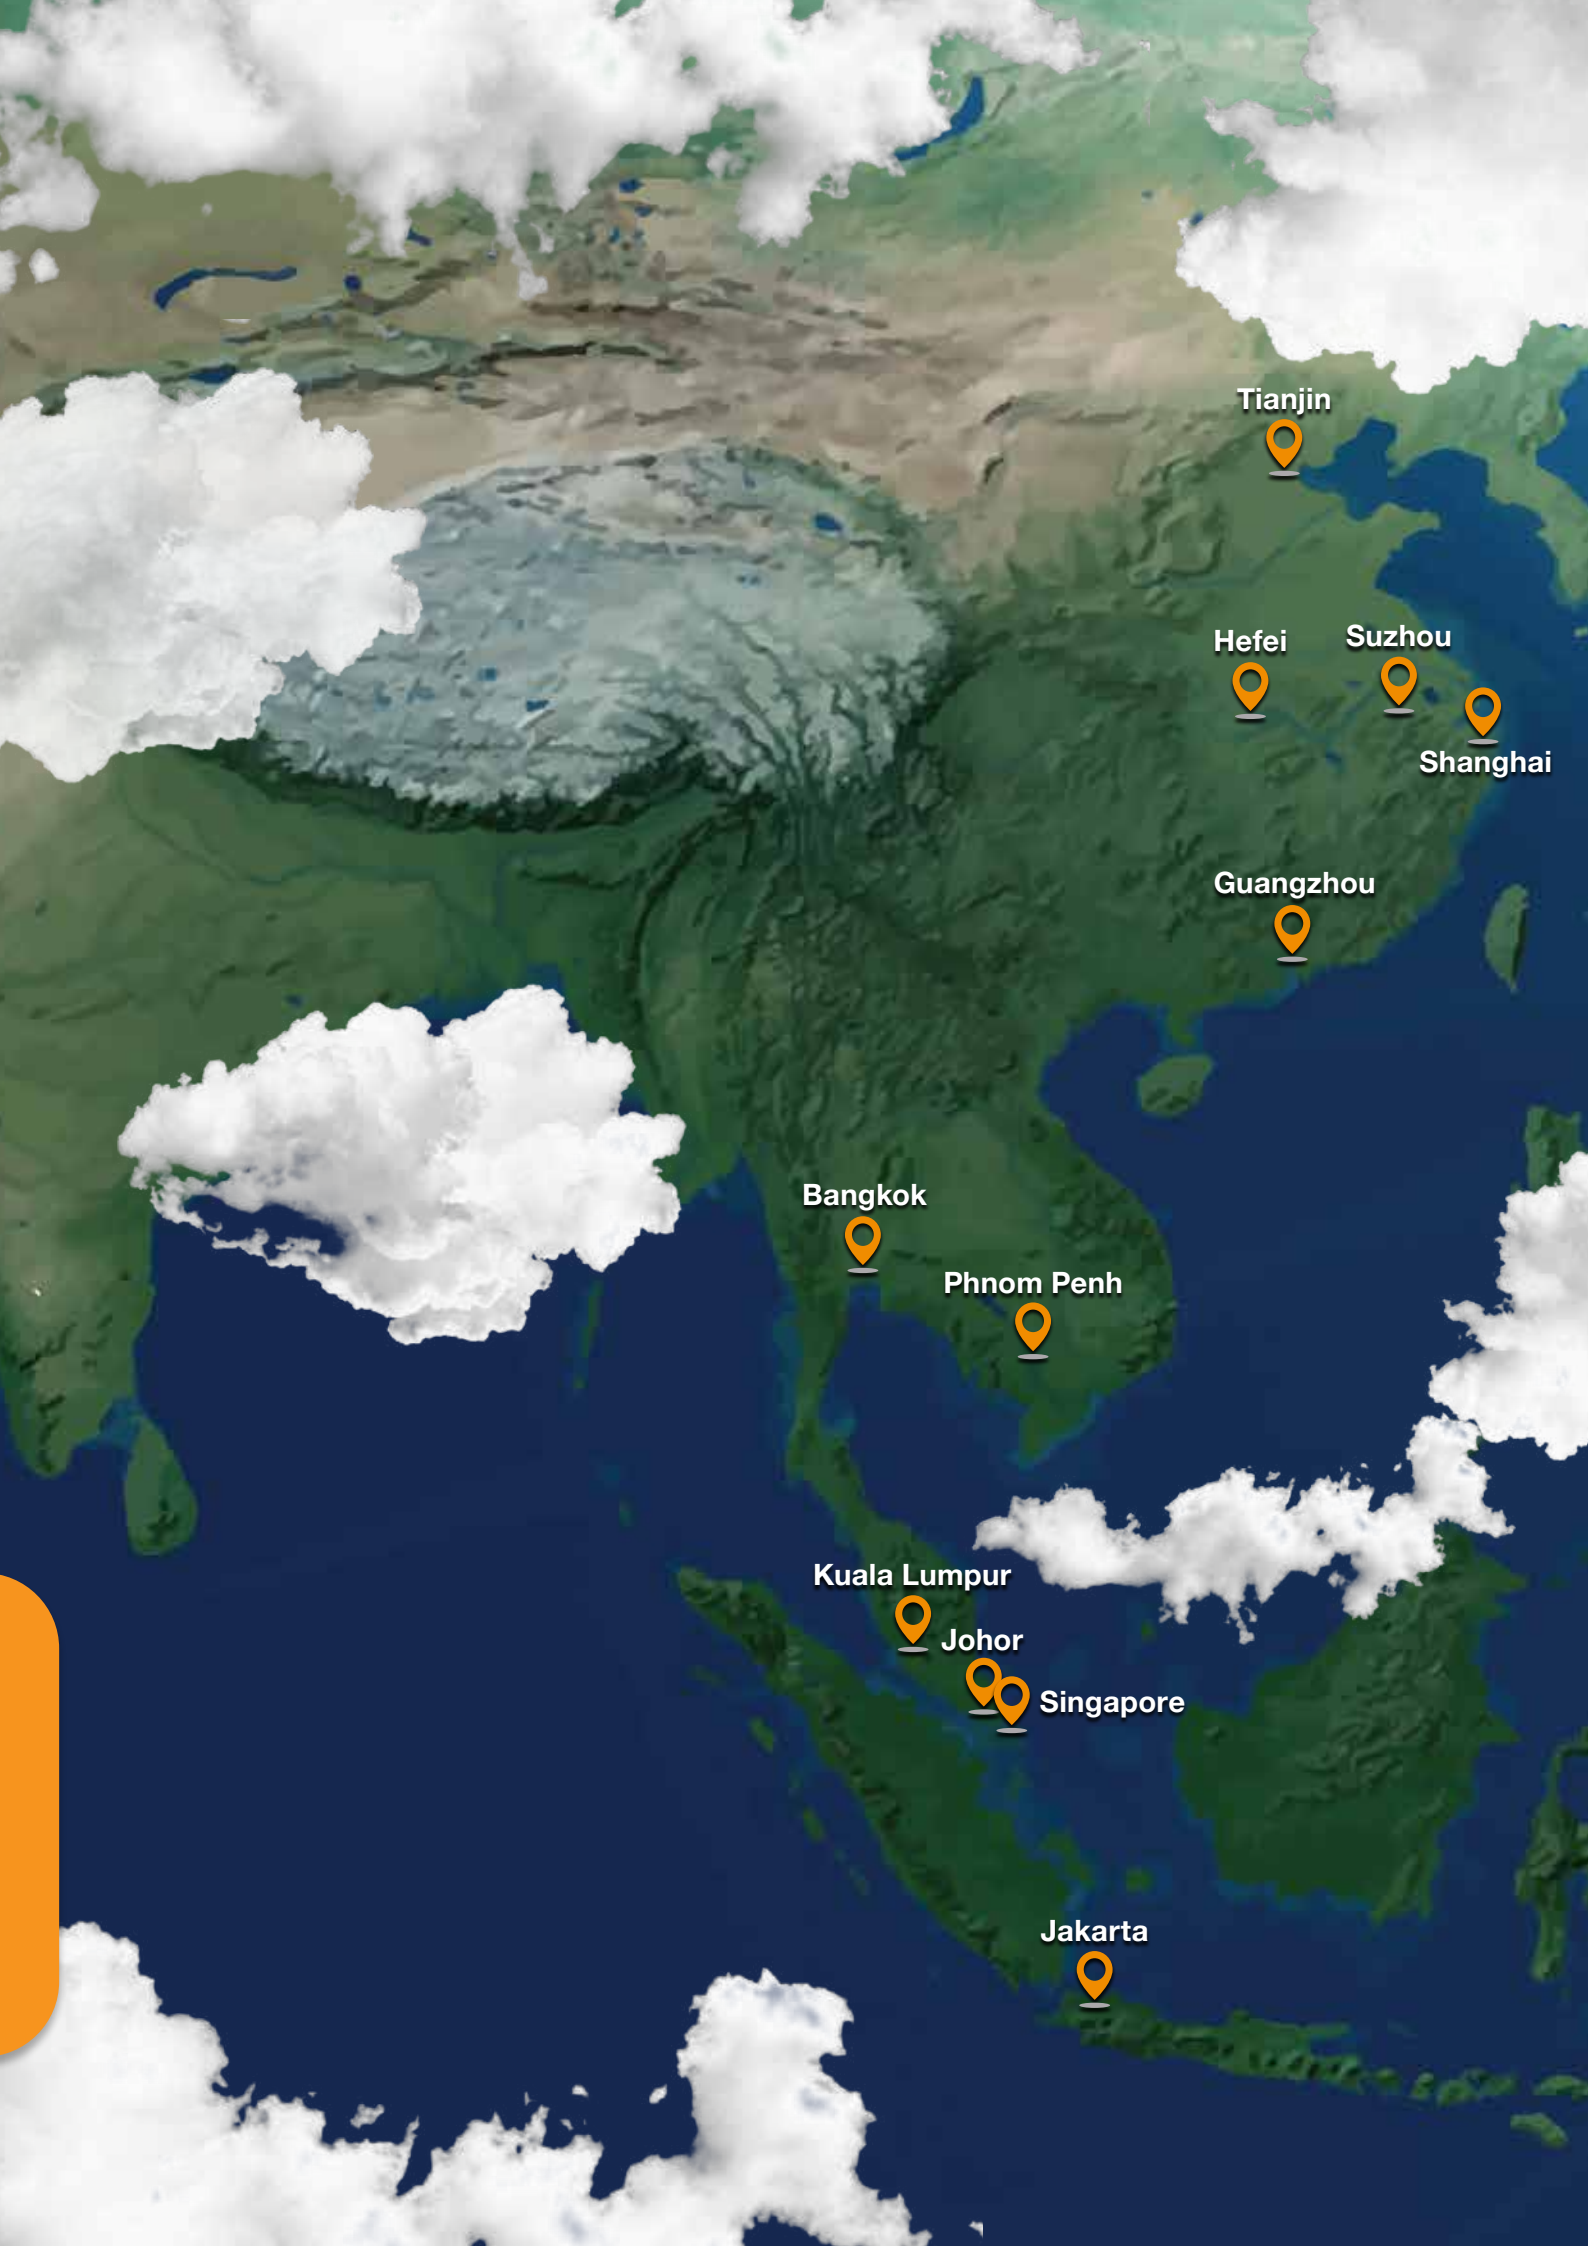 Tianjin
Hefei
Suzhou
Shanghai
Guangzhou
Bangkok
Phnom Penh
Kuala Lumpur
Johor
Singapore
Jakarta